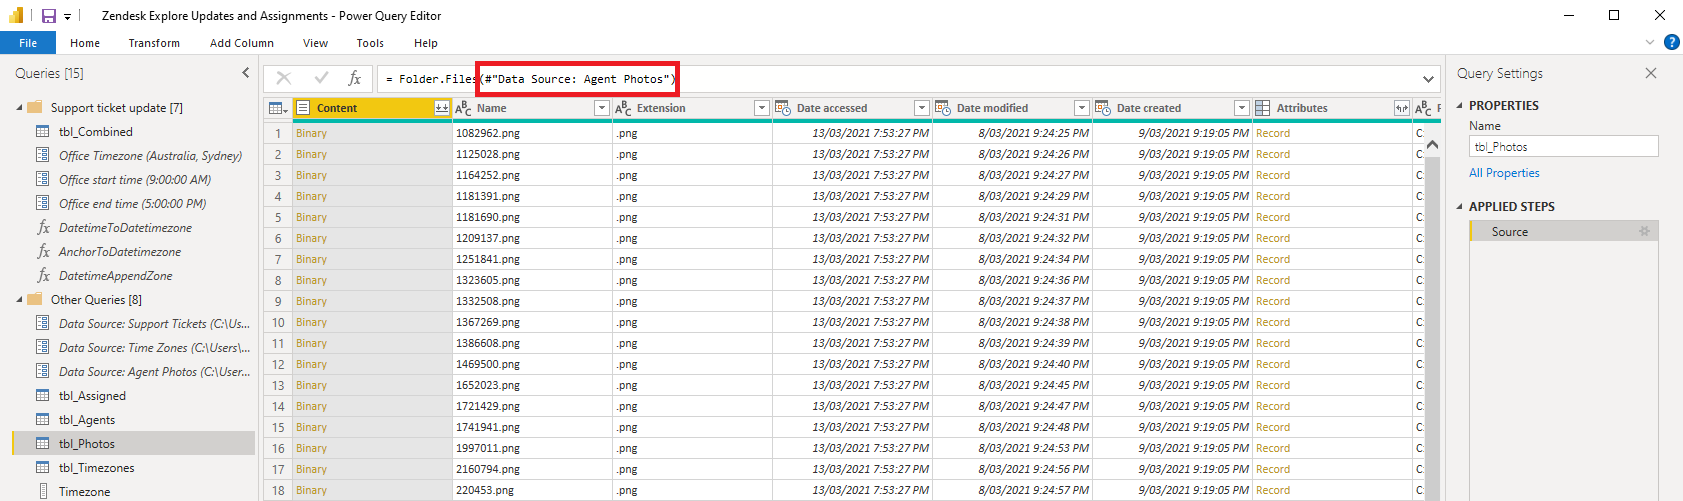 Zendesk Explore Updates and Assignments - Power Query Editor
File Home Transform Add Column View Tools Help
Queries [15]
Support ticket update [7]
tbl_Combined
Office Timezone (Australia, Sydney)
Office start time (9:00:00 AM)
Office end time (5:00:00 PM)
DatetimeToDatetimezone
AnchorToDatetimezone
DatetimeAppendZone
Other Queries [8]
Data Source: Support Tickets (C:\Us...
Data Source: Time Zones (C:\Users\...
Data Source: Agent Photos (C:\User...
tbl_Assigned
tbl_Agents
tbl_Photos
tbl_Timezones
Timezone
fx = Folder.Files(#"Data Source: Agent Photos")
Content Name Extension Date accessed Date modified Date created Attributes
1 Binary 1082962.png .png 13/03/2021 7:53:27 PM 8/03/2021 9:24:25 PM 9/03/2021 9:19:05 PM Record C:
2 Binary 1125028.png .png 13/03/2021 7:53:27 PM 8/03/2021 9:24:26 PM 9/03/2021 9:19:05 PM Record C:
3 Binary 1164252.png .png 13/03/2021 7:53:27 PM 8/03/2021 9:24:27 PM 9/03/2021 9:19:05 PM Record C:
4 Binary 1181391.png .png 13/03/2021 7:53:27 PM 8/03/2021 9:24:29 PM 9/03/2021 9:19:05 PM Record C:
5 Binary 1181690.png .png 13/03/2021 7:53:27 PM 8/03/2021 9:24:31 PM 9/03/2021 9:19:05 PM Record C:
6 Binary 1209137.png .png 13/03/2021 7:53:27 PM 8/03/2021 9:24:32 PM 9/03/2021 9:19:05 PM Record C:
7 Binary 1251841.png .png 13/03/2021 7:53:27 PM 8/03/2021 9:24:34 PM 9/03/2021 9:19:05 PM Record C:
8 Binary 1323605.png .png 13/03/2021 7:53:27 PM 8/03/2021 9:24:36 PM 9/03/2021 9:19:05 PM Record C:
9 Binary 1332508.png .png 13/03/2021 7:53:27 PM 8/03/2021 9:24:37 PM 9/03/2021 9:19:05 PM Record C:
10 Binary 1367269.png .png 13/03/2021 7:53:27 PM 8/03/2021 9:24:38 PM 9/03/2021 9:19:05 PM Record C:
11 Binary 1386608.png .png 13/03/2021 7:53:27 PM 8/03/2021 9:24:39 PM 9/03/2021 9:19:05 PM Record C:
12 Binary 1469500.png .png 13/03/2021 7:53:27 PM 8/03/2021 9:24:40 PM 9/03/2021 9:19:05 PM Record C:
13 Binary 1652023.png .png 13/03/2021 7:53:27 PM 8/03/2021 9:24:45 PM 9/03/2021 9:19:05 PM Record C:
14 Binary 1721429.png .png 13/03/2021 7:53:27 PM 8/03/2021 9:24:47 PM 9/03/2021 9:19:05 PM Record C:
15 Binary 1741941.png .png 13/03/2021 7:53:27 PM 8/03/2021 9:24:48 PM 9/03/2021 9:19:05 PM Record C:
16 Binary 1997011.png .png 13/03/2021 7:53:27 PM 8/03/2021 9:24:53 PM 9/03/2021 9:19:05 PM Record C:
17 Binary 2160794.png .png 13/03/2021 7:53:27 PM 8/03/2021 9:24:56 PM 9/03/2021 9:19:05 PM Record C:
18 Binary 220453.png .png 13/03/2021 7:53:27 PM 8/03/2021 9:24:57 PM 9/03/2021 9:19:05 PM Record C:
Query Settings
PROPERTIES
Name
tbl_Photos
All Properties
APPLIED STEPS
Source